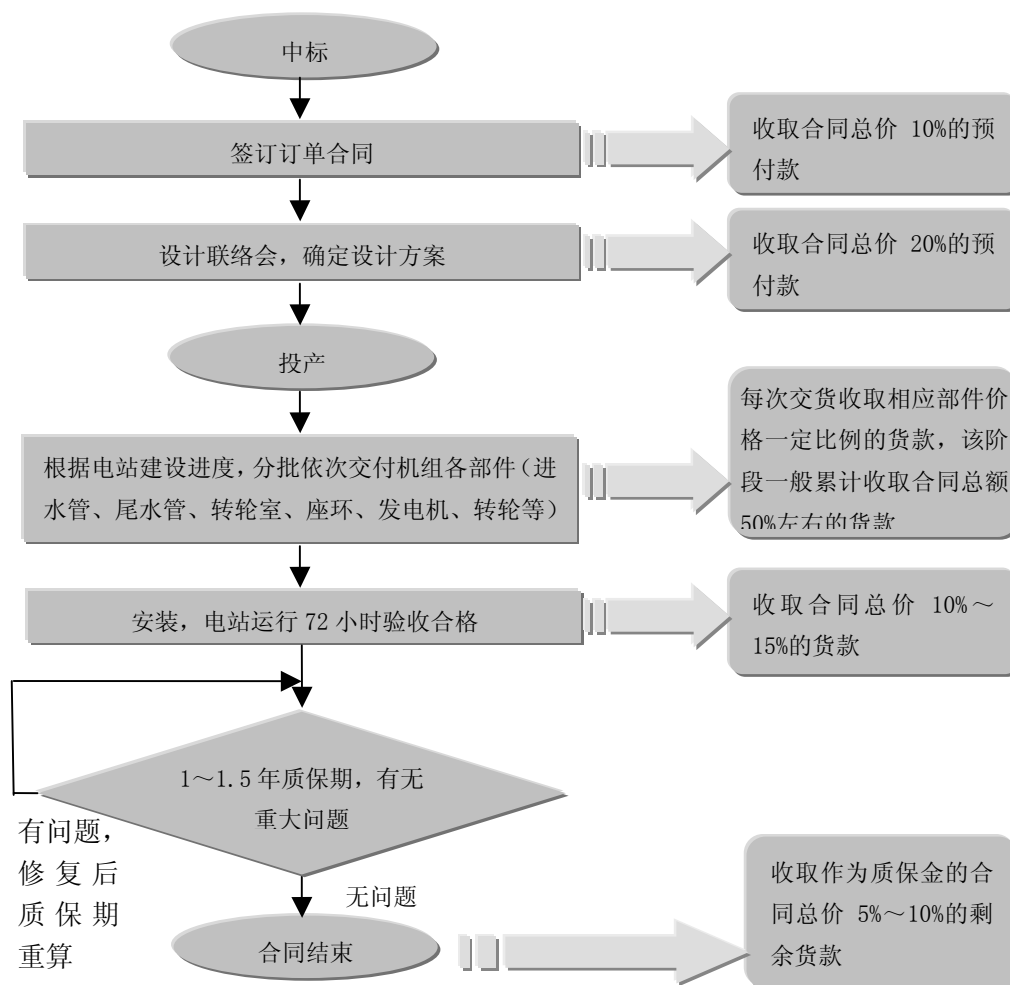 中标
签订订单合同
收取合同总价 10%的预
付款
设计联络会，确定设计方案
收取合同总价 20%的预
付款
投产
根据电站建设进度，分批依次交付机组各部件（进
水管、尾水管、转轮室、座环、发电机、转轮等）
每次交货收取相应部件价
格一定比例的货款，该阶
段一般累计收取合同总额
50%左右的货款
安装，电站运行 72 小时验收合格
收取合同总价 10%～
15%的货款
1～1.5 年质保期，有无
重大问题
有问题，
修复后
质保期
重算
无问题
合同结束
收取作为质保金的合
同总价 5%～10%的剩
余货款